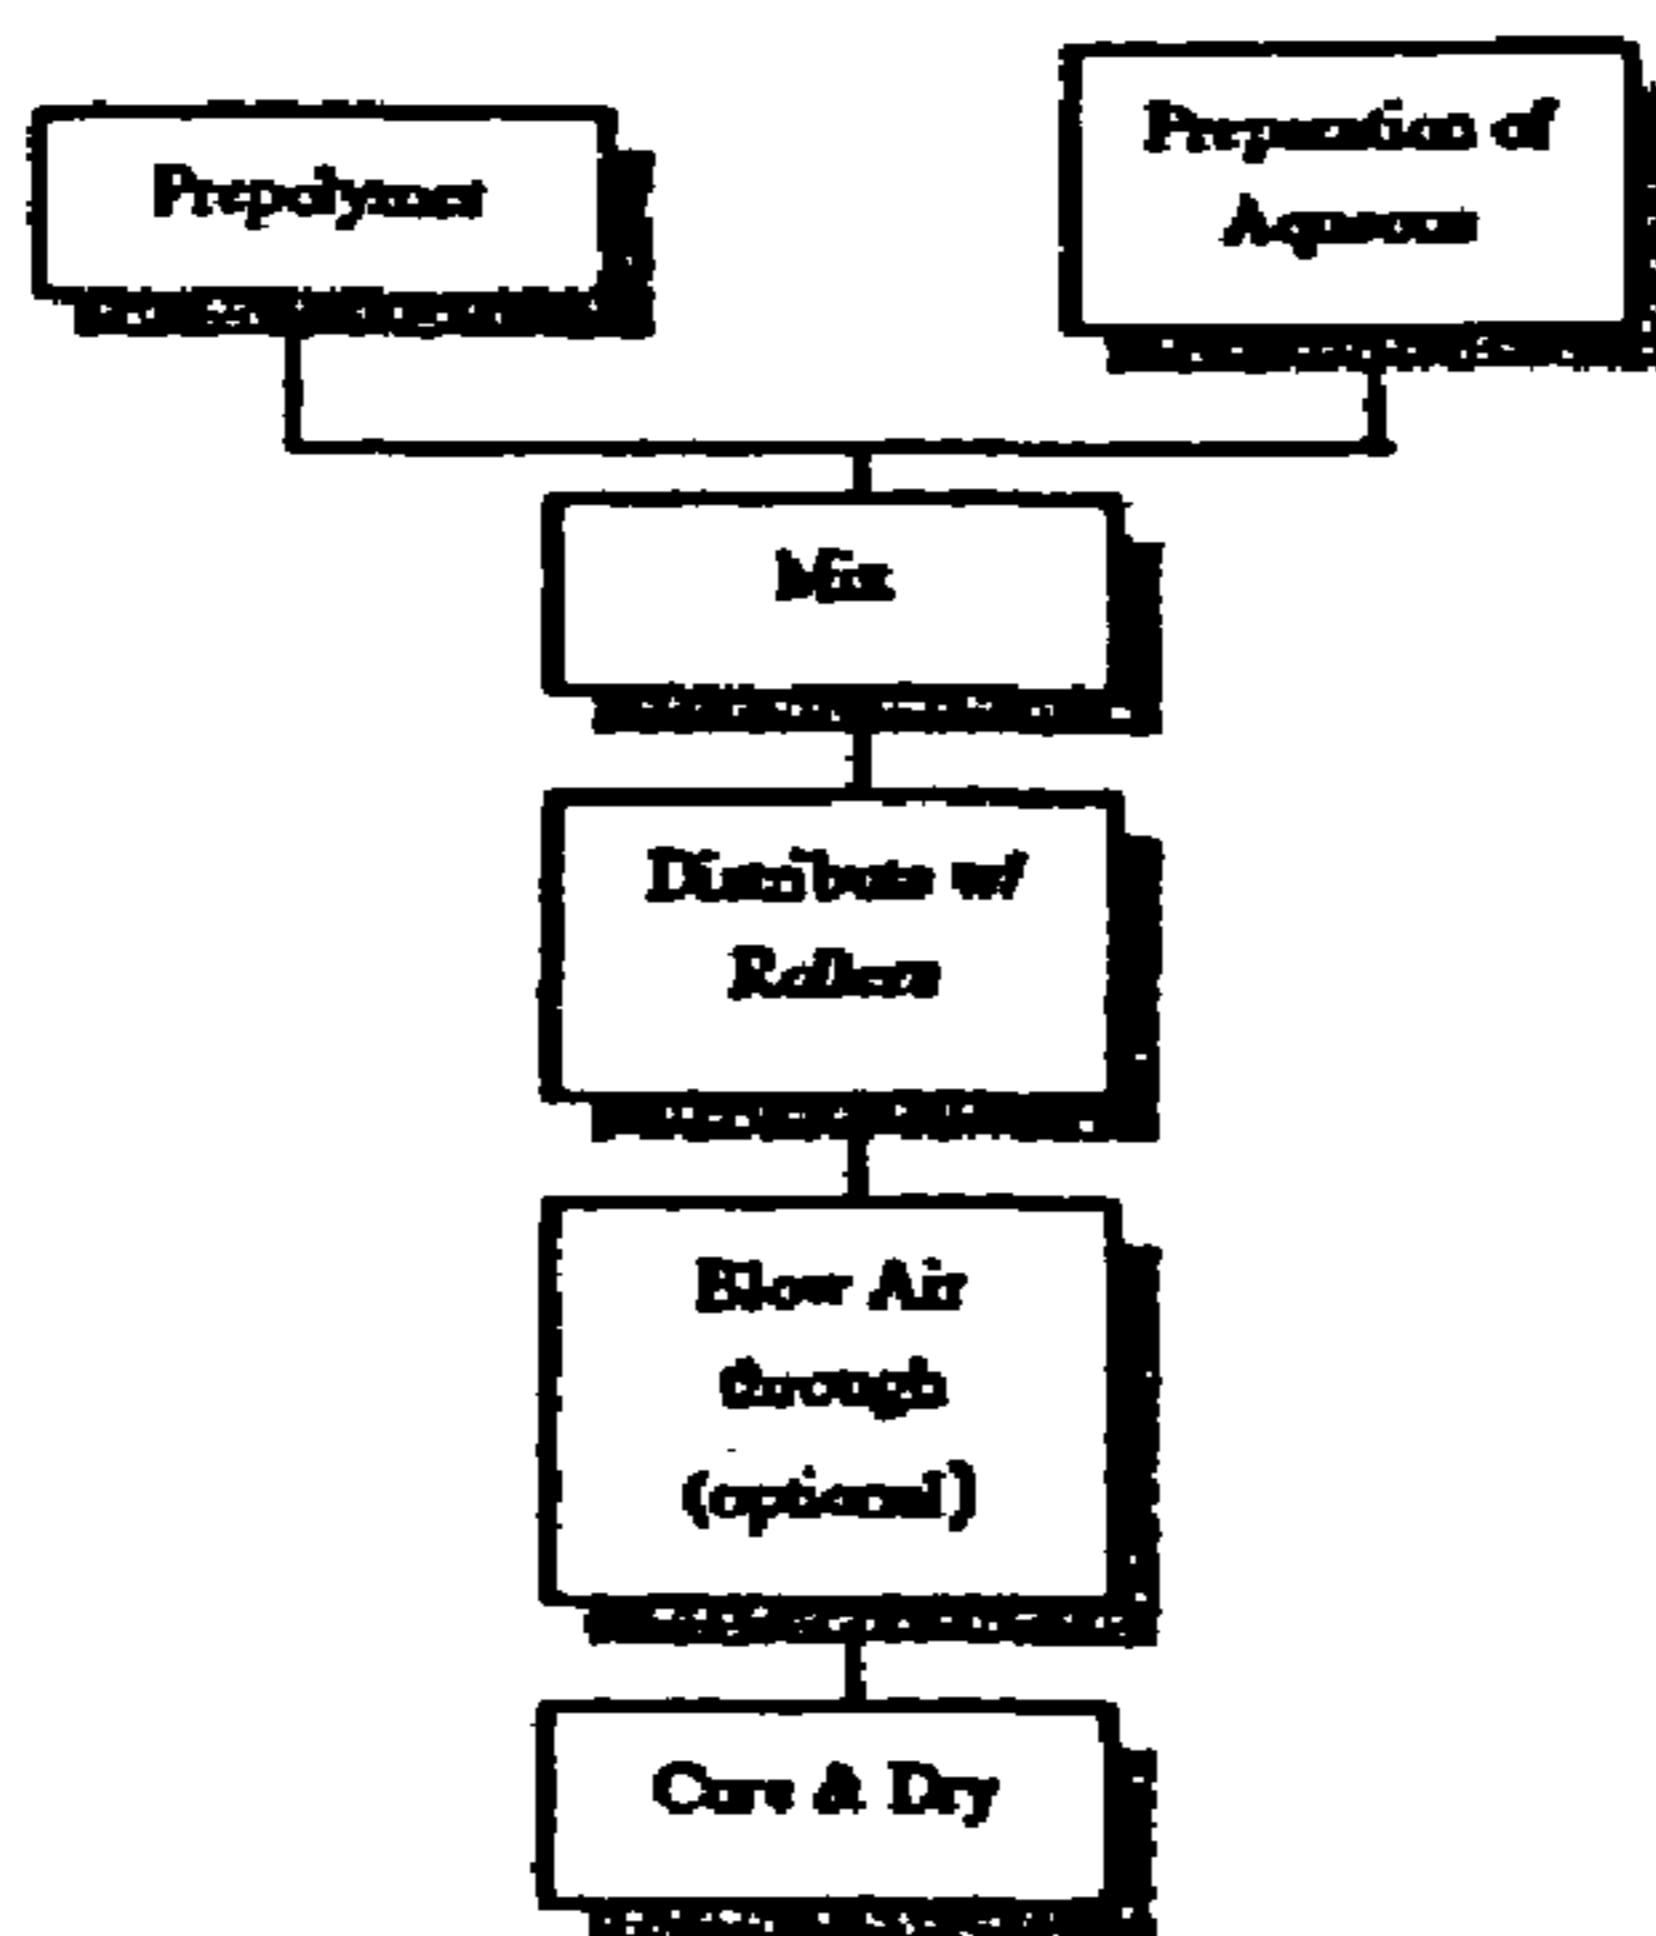 Prepolymer
Preparation of
Aqueous
Mix
Distribute w/
Rollers
Blow Air
through
(optional)
Cure & Dry